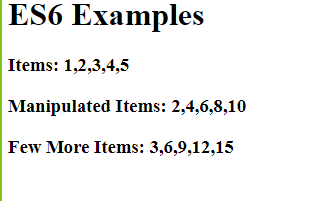 ES6 Examples
Items: 1,2,3,4,5
Manipulated Items: 2,4,6,8,10
Few More Items: 3,6,9,12,15